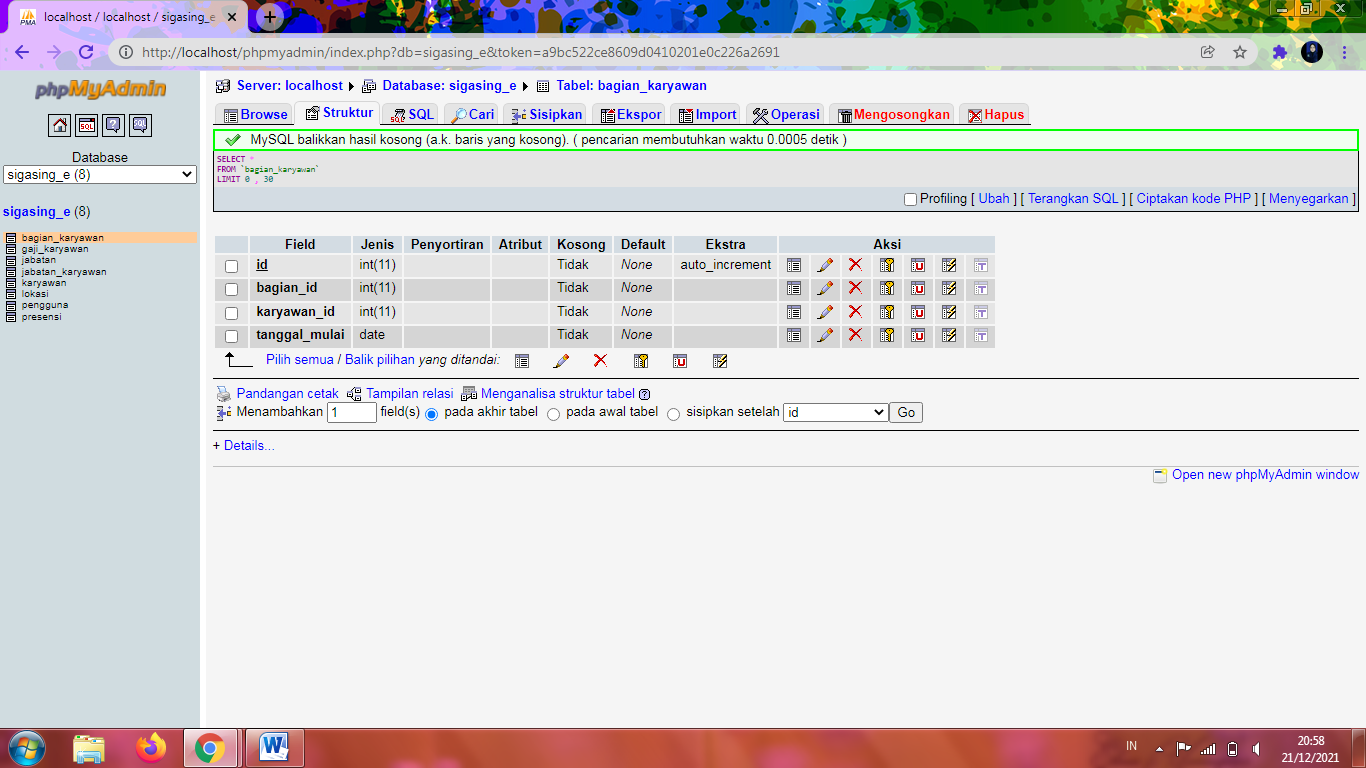 localhost / localhost / sigasing_e
http://localhost/phpmyadmin/index.php?db=sigasing_e&token=a9bc522ce8609d0410201e0c226a2691
phpMyAdmin
Server: localhost Database: sigasing_e Tabel: bagian_karyawan
Browse Struktur SQL Cari Sisipkan Ekspor Import Operasi Mengosongkan Hapus
MySQL balikkan hasil kosong (a.k. baris yang kosong). ( pencarian membutuhkan waktu 0.0005 detik )
SELECT *
FROM `bagian_karyawan`
LIMIT 0 , 30
Profiling [ Ubah ] [ Terangkan SQL ] [ Ciptakan kode PHP ] [ Menyegarkan ]
Database
sigasing_e (8)
sigasing_e (8)
bagian_karyawan
gaji_karyawan
jabatan
jabatan_karyawan
karyawan
lokasi
pengguna
presensi
Field Jenis Penyortiran Atribut Kosong Default Ekstra Aksi
id int(11) Tidak None auto_increment
bagian_id int(11) Tidak None
karyawan_id int(11) Tidak None
tanggal_mulai date Tidak None
Pilih semua / Balik pilihan yang ditandai:
Pandangan cetak Tampilan relasi Menganalisa struktur tabel
Menambahkan 1 field(s) pada akhir tabel pada awal tabel sisipkan setelah id Go
+ Details...
Open new phpMyAdmin window
IN
20:58
21/12/2021